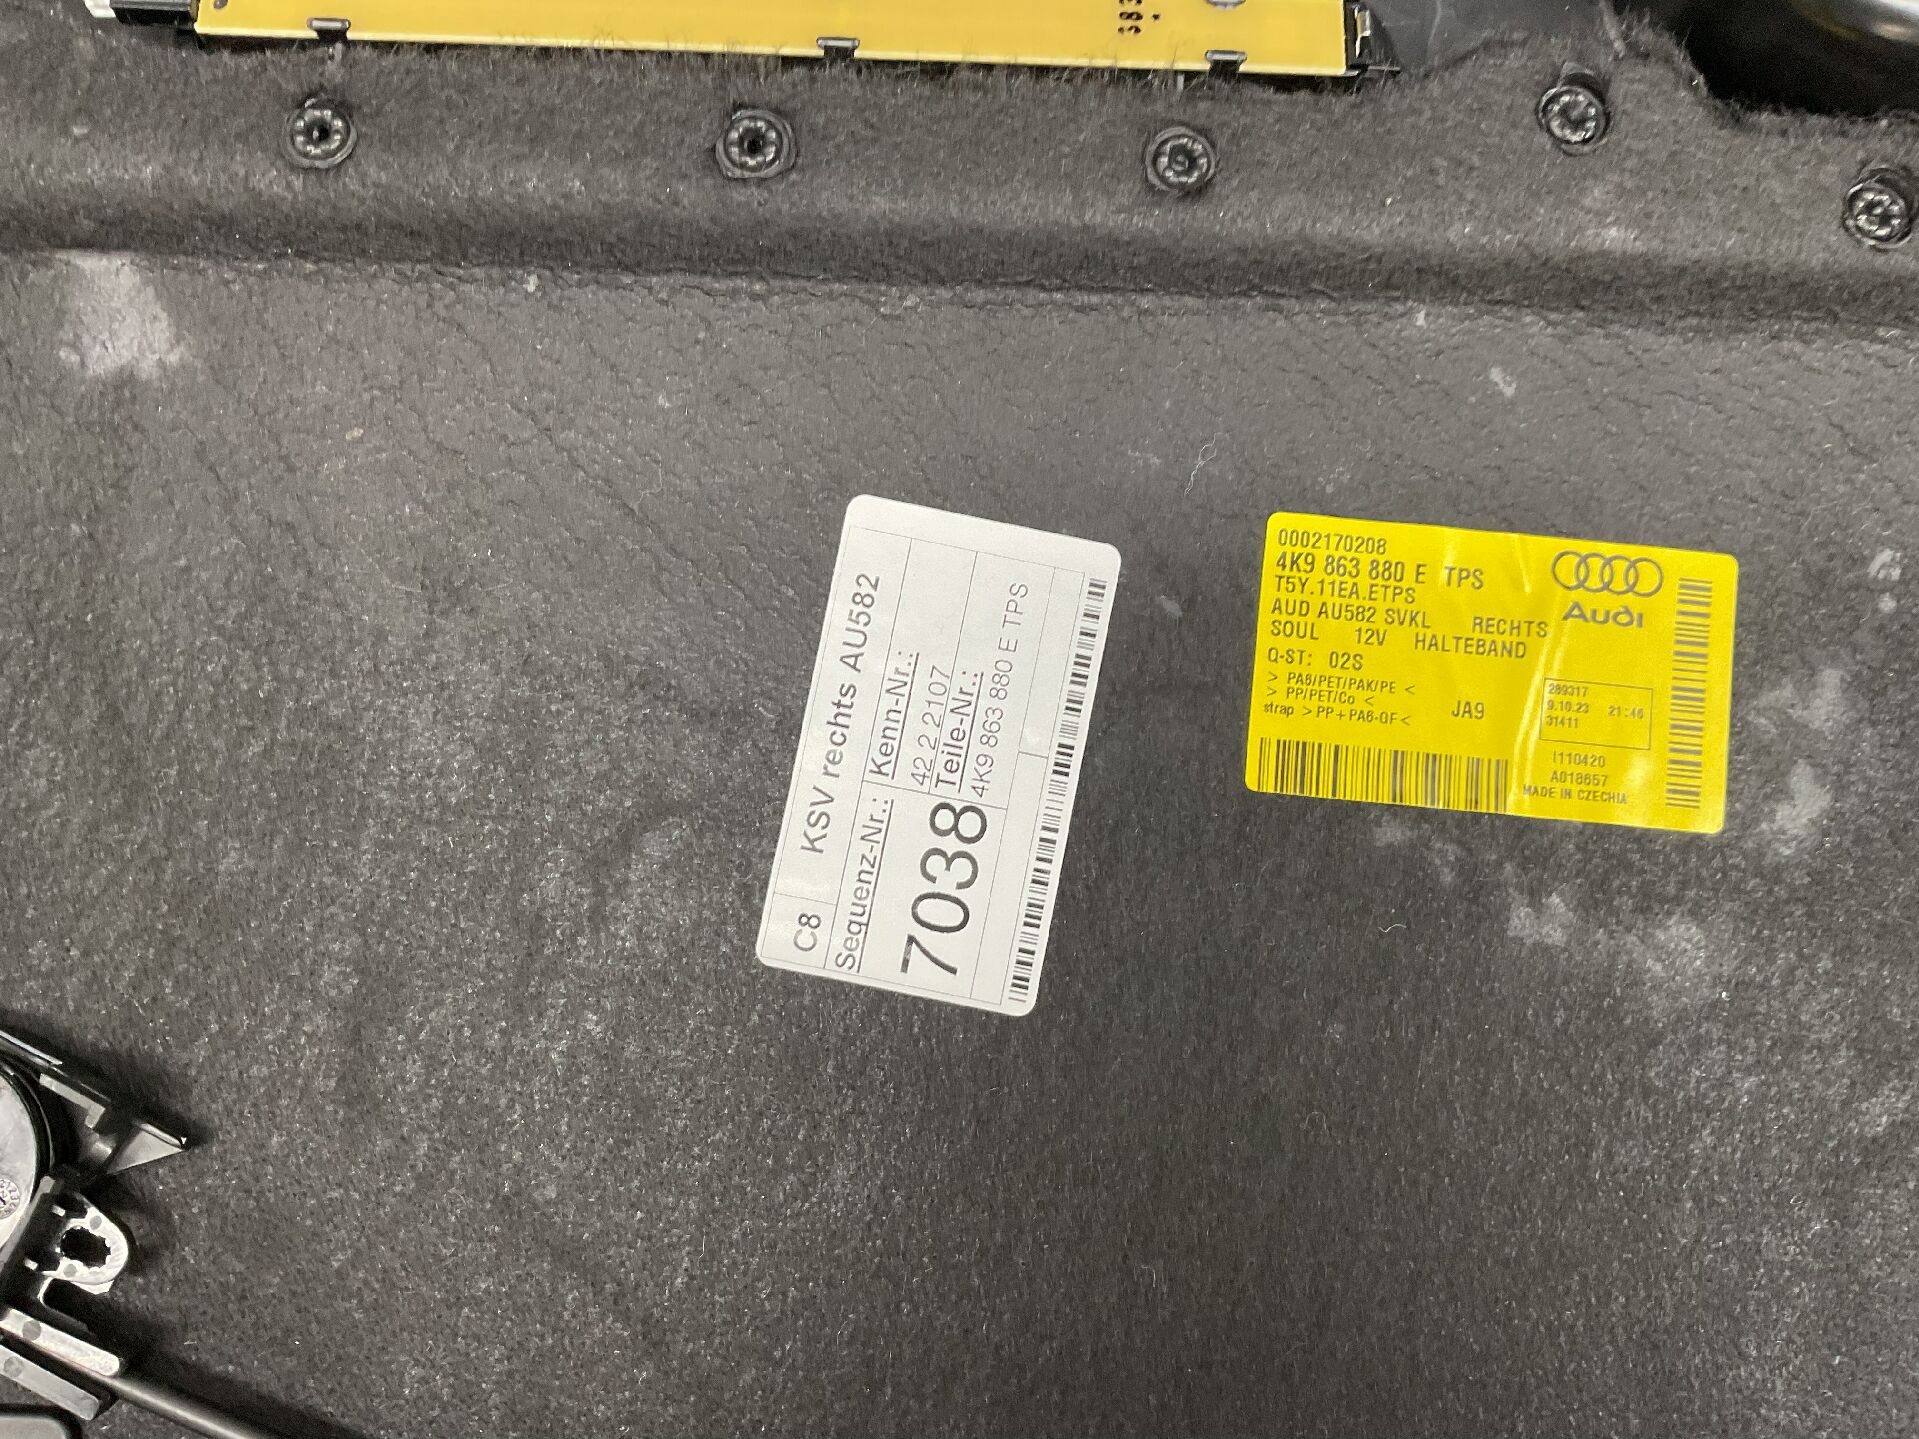 C8 KSV rechts AU582
Sequenz-Nr.: Kenn-Nr.:
7038 42 2 2107
Teile-Nr.:
4K9 863 880 E TPS
0002170208
4K9 863 880 E TPS
T5Y.11EA.ETPS
AUD AU582 SVKL RECHTS
SOUL 12V HALTEBAND
Q-ST: 02S
> PA6/PET/PAK/PE <
> PP/PET/Co <
strap >PP+PA6-GF<
JA9
Audi
289317
9.10.23 21:46
31411
I110420
A018657
MADE IN CZECHIA